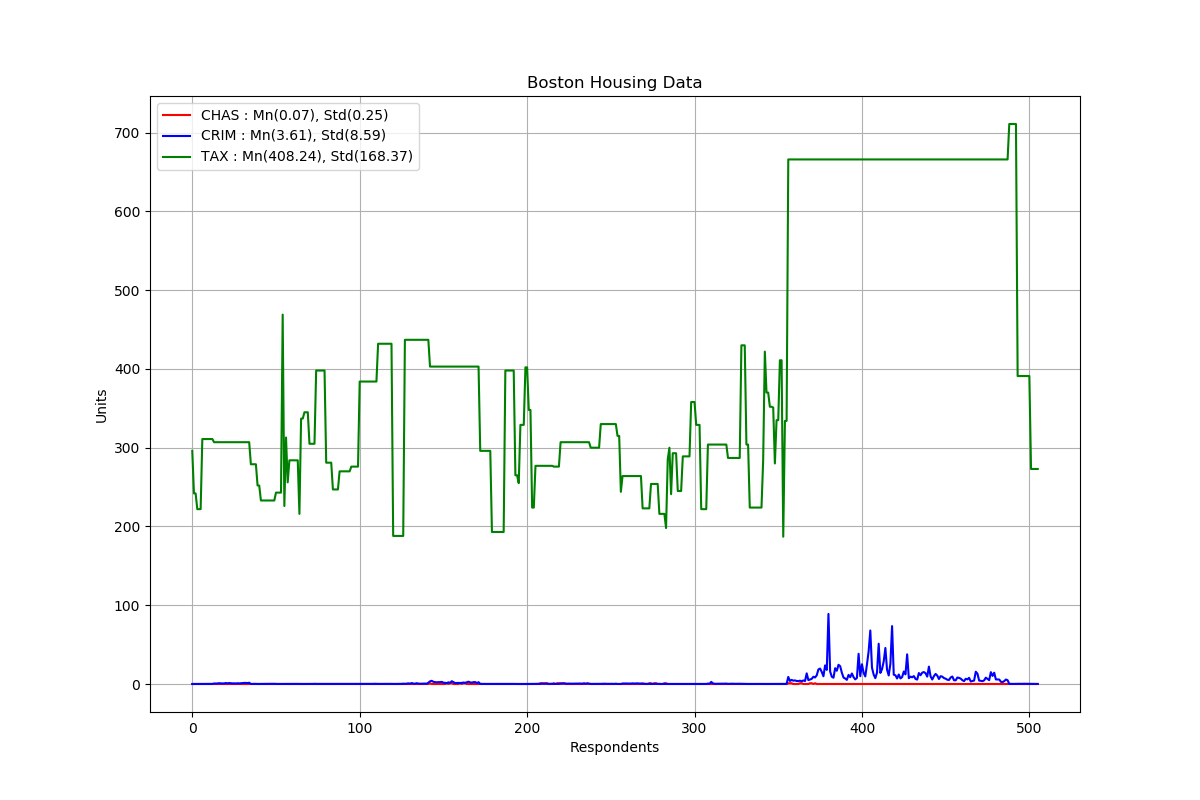 Boston Housing Data
CHAS : Mn(0.07), Std(0.25)
CRIM : Mn(3.61), Std(8.59)
TAX : Mn(408.24), Std(168.37)
700
600
500
400
300
200
100
0
Units
0 100 200 300 400 500
Respondents